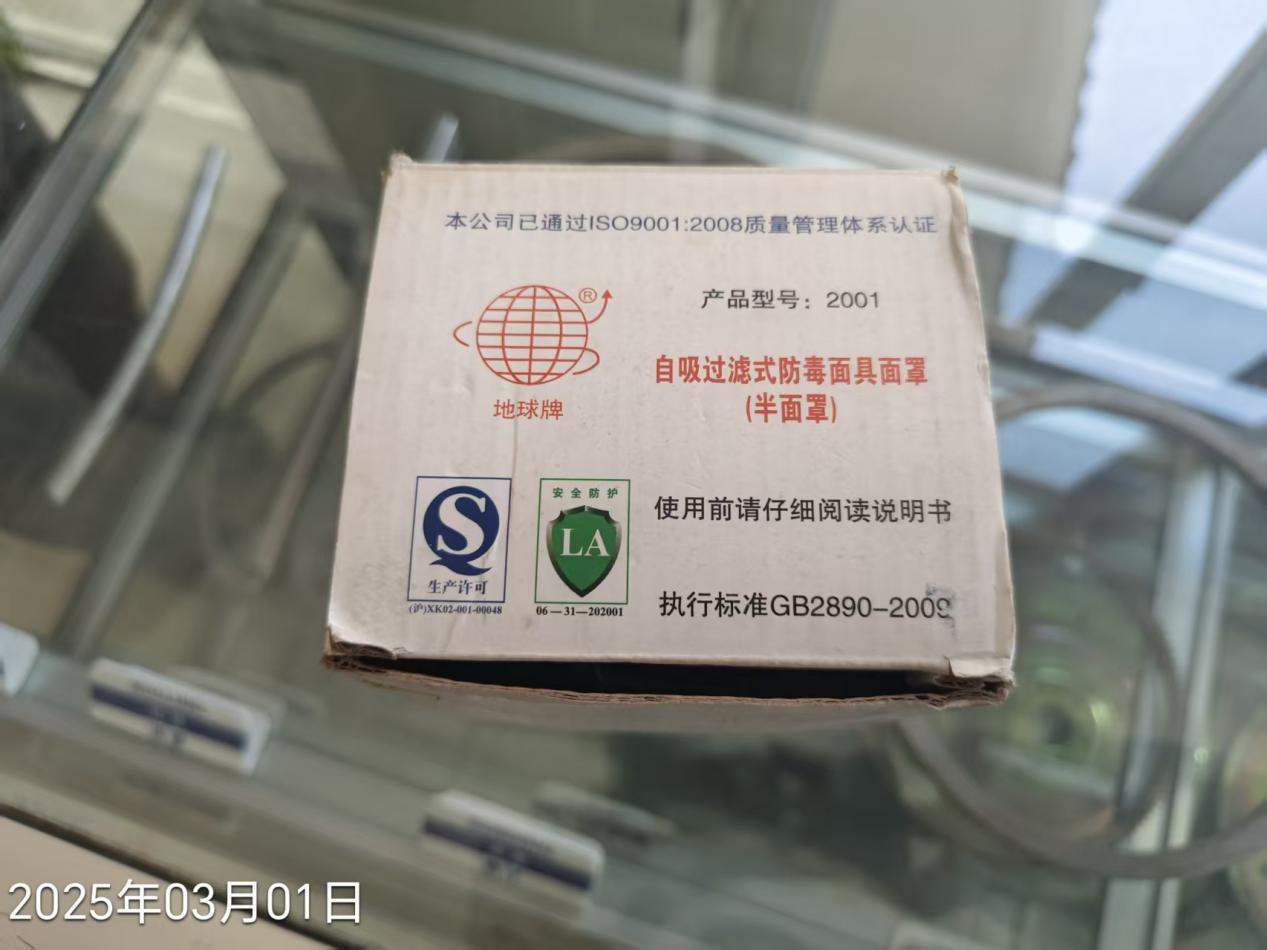 本公司已通过ISO9001:2008质量管理体系认证
®
地球牌
产品型号：2001
自吸过滤式防毒面具面罩
(半面罩)
S
生产许可
(沪)XK02-001-00048
安全防护
LA
06—31—202001
使用前请仔细阅读说明书
执行标准GB2890-2009
2025年03月01日